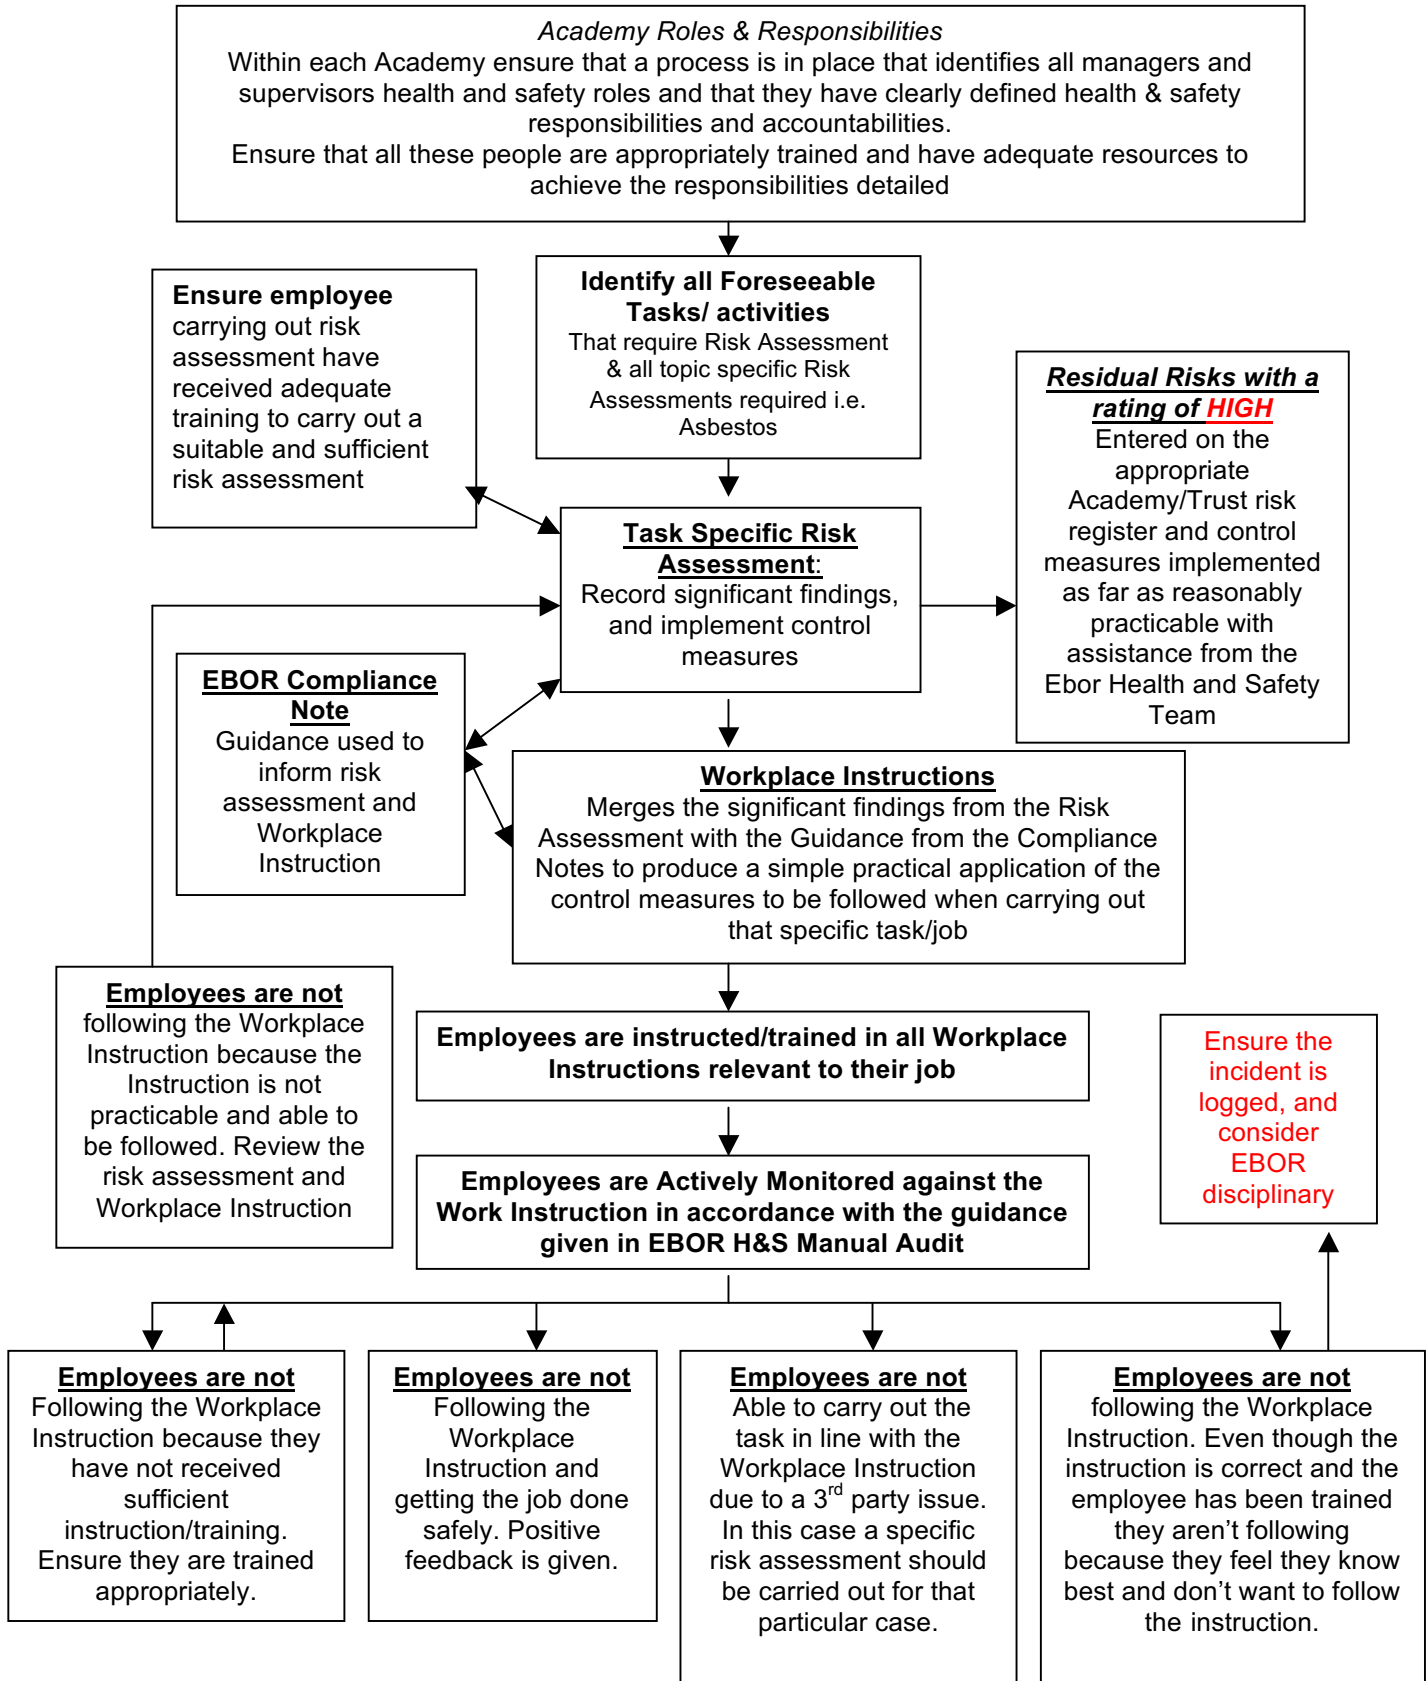 Academy Roles & Responsibilities
Within each Academy ensure that a process is in place that identifies all managers and
supervisors health and safety roles and that they have clearly defined health & safety
responsibilities and accountabilities.
Ensure that all these people are appropriately trained and have adequate resources to
achieve the responsibilities detailed
Identify all Foreseeable
Tasks/ activities
That require Risk Assessment
& all topic specific Risk
Assessments required i.e.
Asbestos
Ensure employee
carrying out risk
assessment have
received adequate
training to carry out a
suitable and sufficient
risk assessment
Residual Risks with a
rating of HIGH
Entered on the
appropriate
Academy/Trust risk
register and control
measures implemented
as far as reasonably
practicable with
assistance from the
Ebor Health and Safety
Team
Task Specific Risk
Assessment:
Record significant findings,
and implement control
measures
EBOR Compliance
Note
Guidance used to
inform risk
assessment and
Workplace
Instruction
Workplace Instructions
Merges the significant findings from the Risk
Assessment with the Guidance from the Compliance
Notes to produce a simple practical application of the
control measures to be followed when carrying out
that specific task/job
Employees are not
following the Workplace
Instruction because the
Instruction is not
practicable and able to
be followed. Review the
risk assessment and
Workplace Instruction
Employees are instructed/trained in all Workplace
Instructions relevant to their job
Ensure the
incident is
logged, and
consider
EBOR
disciplinary
Employees are Actively Monitored against the
Work Instruction in accordance with the guidance
given in EBOR H&S Manual Audit
Employees are not
Following the Workplace
Instruction because they
have not received
sufficient
instruction/training.
Ensure they are trained
appropriately.
Employees are not
Following the
Workplace
Instruction and
getting the job done
safely. Positive
feedback is given.
Employees are not
Able to carry out the
task in line with the
Workplace Instruction
due to a 3rd party issue.
In this case a specific
risk assessment should
be carried out for that
particular case.
Employees are not
following the Workplace
Instruction. Even though the
instruction is correct and the
employee has been trained
they aren’t following
because they feel they know
best and don’t want to follow
the instruction.